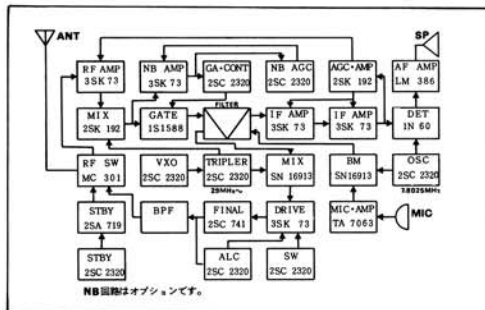 ANT
SP
RF AMP
3SK 73
NB AMP
3SK 73
GA・CONT
2SC 2320
NB AGC
2SC 2320
AGC・AMP
2SK 192
AF AMP
LM 386
MIX
2SK 192
GATE
1S1588
FILTER
IF AMP
3SK 73
IF AMP
3SK 73
DET
1N 60
RF SW
MC 301
VXO
2SC 2320
TRIPLER
2SC 2320
25MHz〜
MIX
SN 16913
BM
SN16913
OSC
2SC 2320
7.8025MHz
STBY
2SA 719
BPF
FINAL
2SC 741
DRIVE
3SK 73
MIC・AMP
TA 7063
MIC
STBY
2SC 2320
ALC
2SC 2320
SW
2SC 2320
NB回路はオプションです。